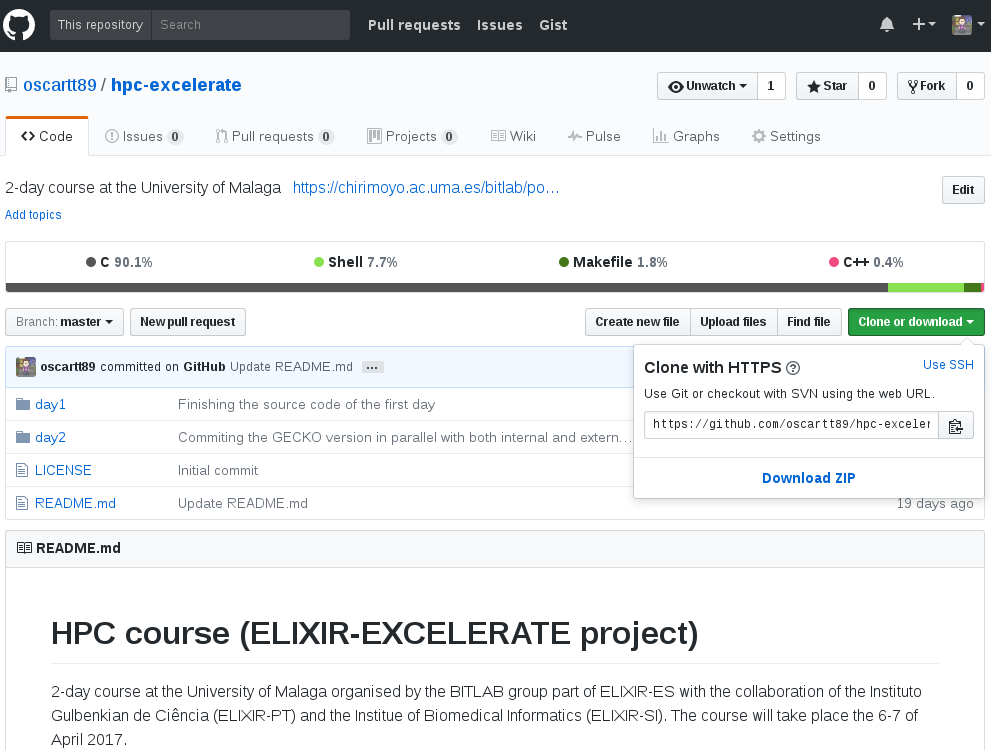 This repository Search Pull requests Issues Gist
oscartt89 / hpc-excelerate Unwatch 1 Star 0 Fork 0
Code Issues 0 Pull requests 0 Projects 0 Wiki Pulse Graphs Settings
2-day course at the University of Malaga https://chirimoyo.ac.uma.es/bitlab/po… Edit
Add topics
C 90.1% Shell 7.7% Makefile 1.8% C++ 0.4%
Branch: master New pull request Create new file Upload files Find file Clone or download
oscartt89 committed on GitHub Update README.md …
Clone with HTTPS ? Use SSH
Use Git or checkout with SVN using the web URL.
https://github.com/oscartt89/hpc-exceler
Download ZIP
day1 Finishing the source code of the first day
day2 Commiting the GECKO version in parallel with both internal and extern…
LICENSE Initial commit
README.md Update README.md 19 days ago
README.md
HPC course (ELIXIR-EXCELERATE project)
2-day course at the University of Malaga organised by the BITLAB group part of ELIXIR-ES with the collaboration of the Instituto
Gulbenkian de Ciência (ELIXIR-PT) and the Institue of Biomedical Informatics (ELIXIR-SI). The course will take place the 6-7 of
April 2017.